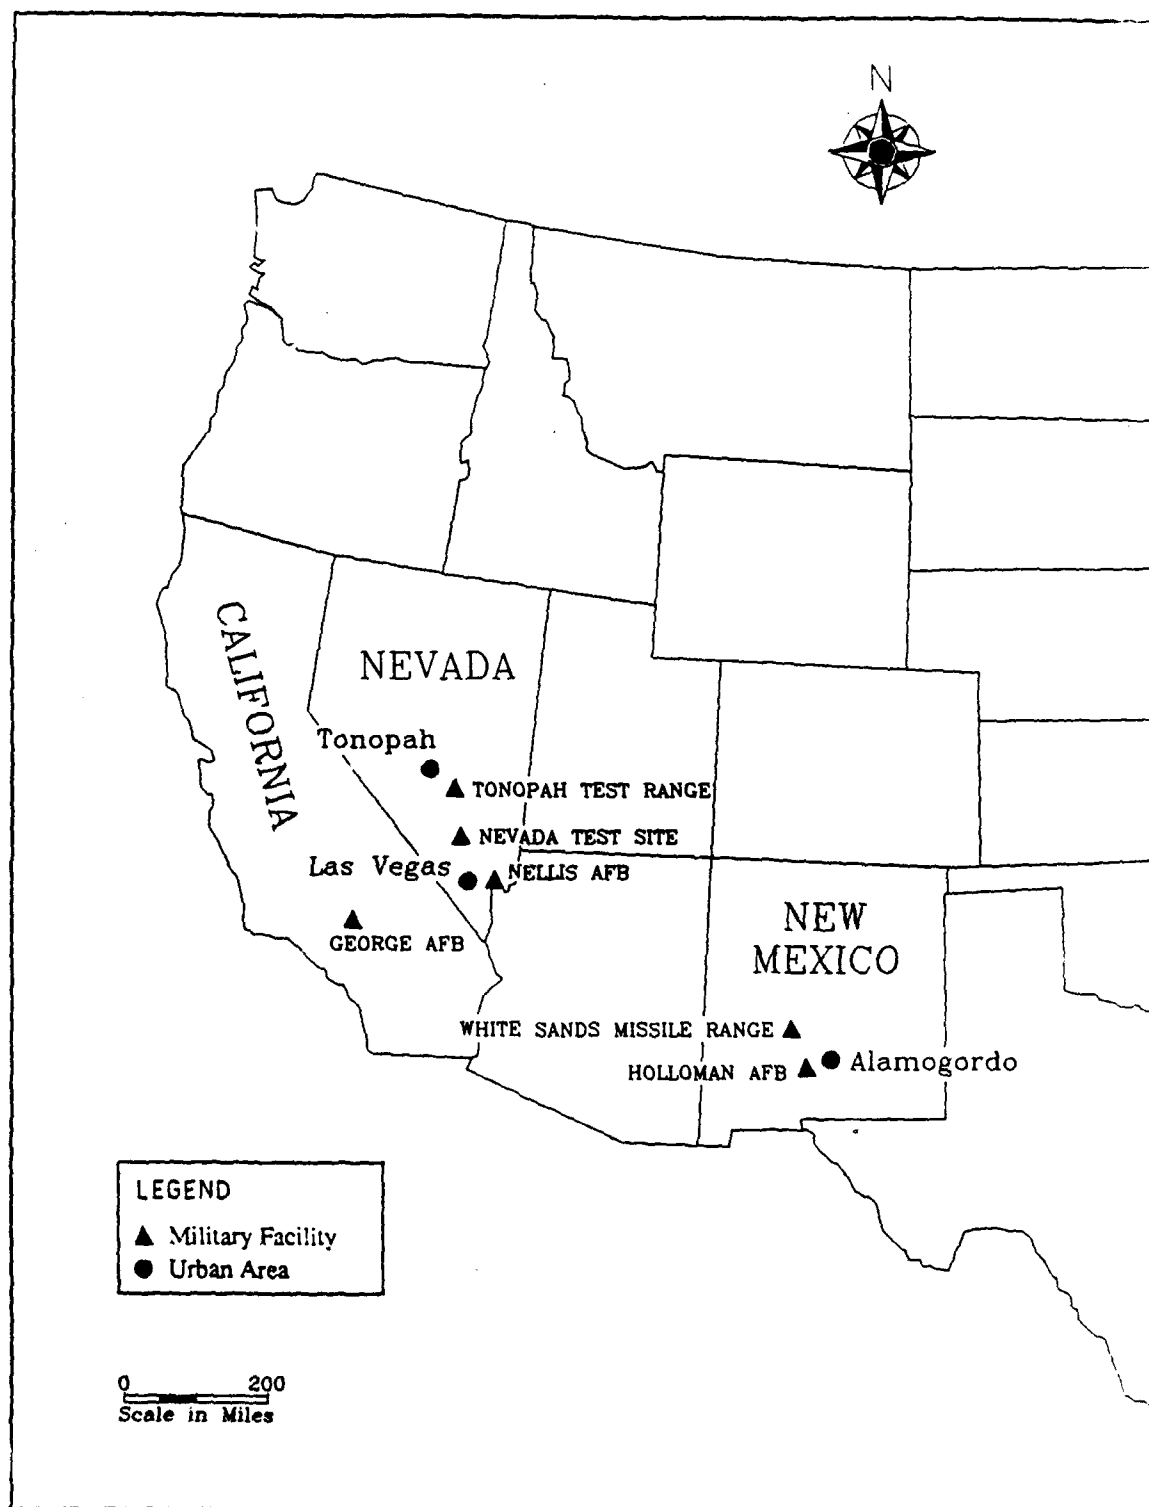 N
CALIFORNIA
NEVADA
Tonopah
TONOPAH TEST RANGE
NEVADA TEST SITE
Las Vegas
NELLIS AFB
GEORGE AFB
NEW
MEXICO
WHITE SANDS MISSILE RANGE
HOLLOMAN AFB
Alamogordo
LEGEND
Military Facility
Urban Area
0 200
Scale in Miles